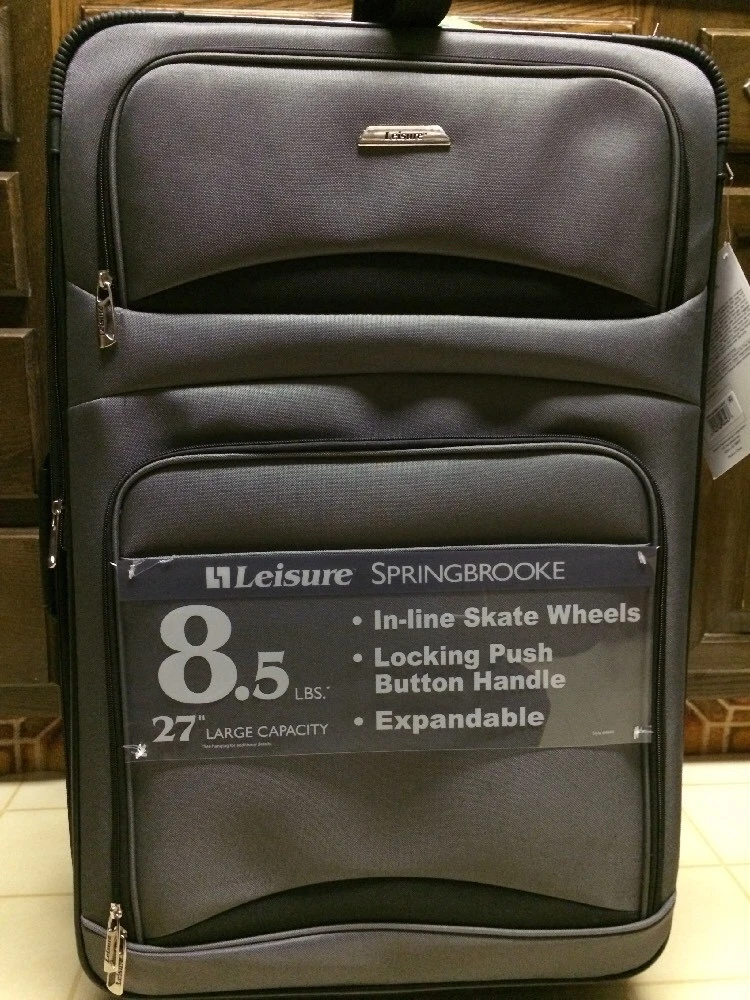 Leisure
Leisure SPRINGBROOKE
8.5 LBS.*
27" LARGE CAPACITY
• In-line Skate Wheels
• Locking Push
Button Handle
• Expandable